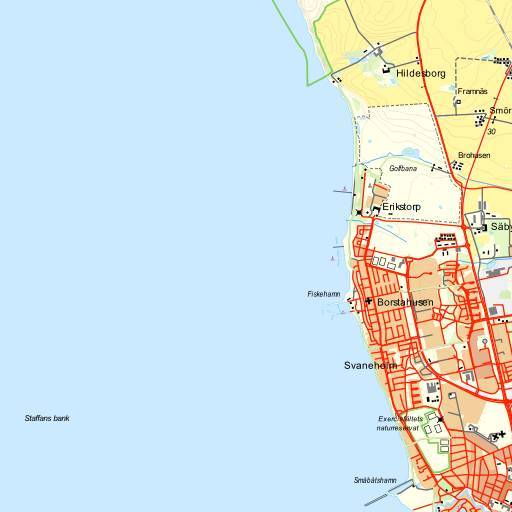 Hildesborg
Framnäs
Smör
30
Brohusen
Golfbana
Erikstorp
Säby
Fiskehamn
Borstahusen
Svaneholm
Staffans bank
Exercisfältets
naturreservat
Småbåtshamn